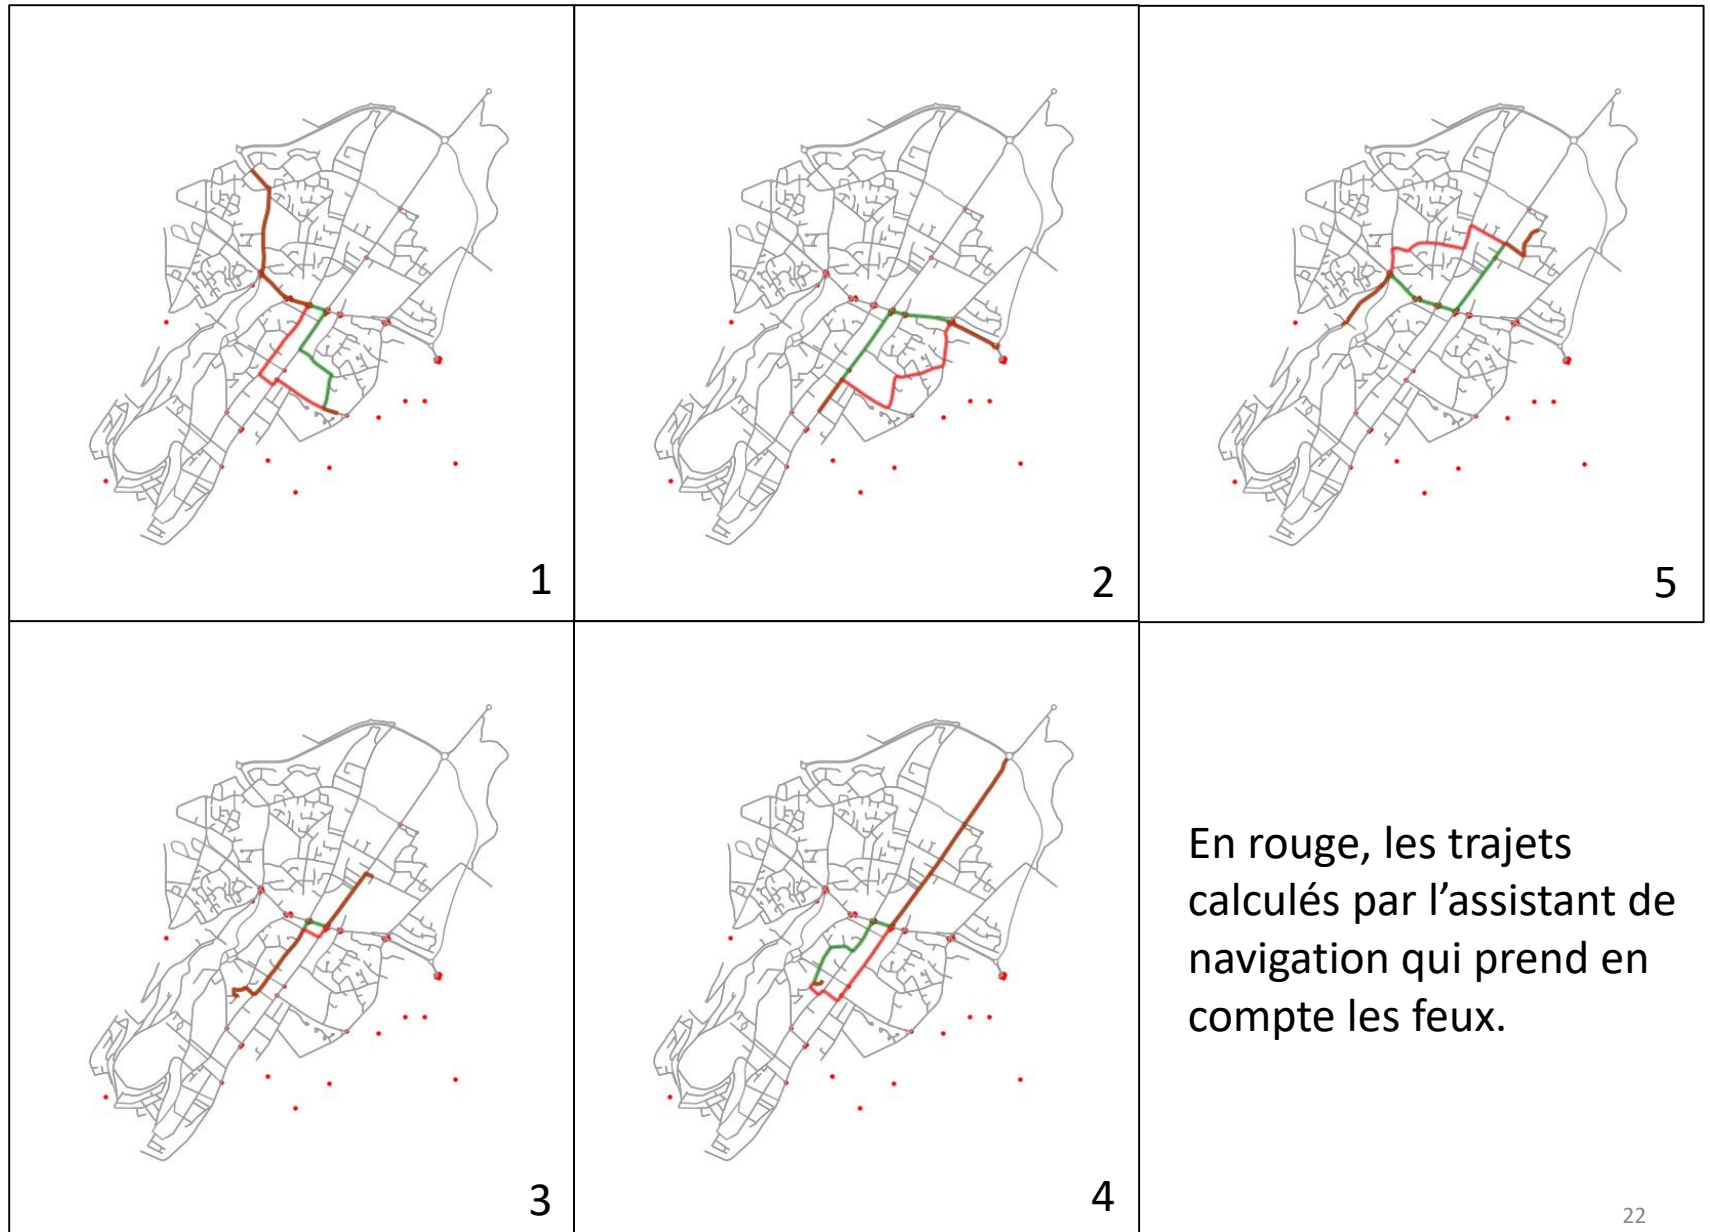 1
2
5
3
4
En rouge, les trajets
calculés par l’assistant de
navigation qui prend en
compte les feux.
22